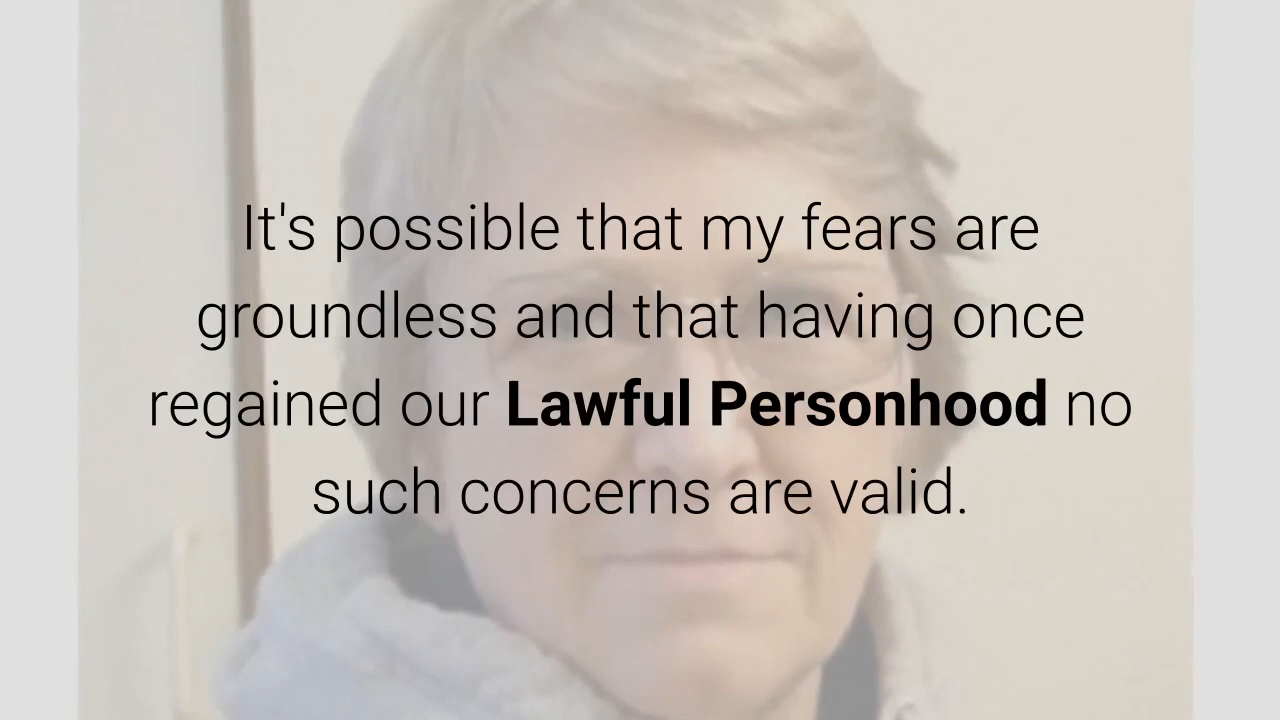 It's possible that my fears are
groundless and that having once
regained our Lawful Personhood no
such concerns are valid.